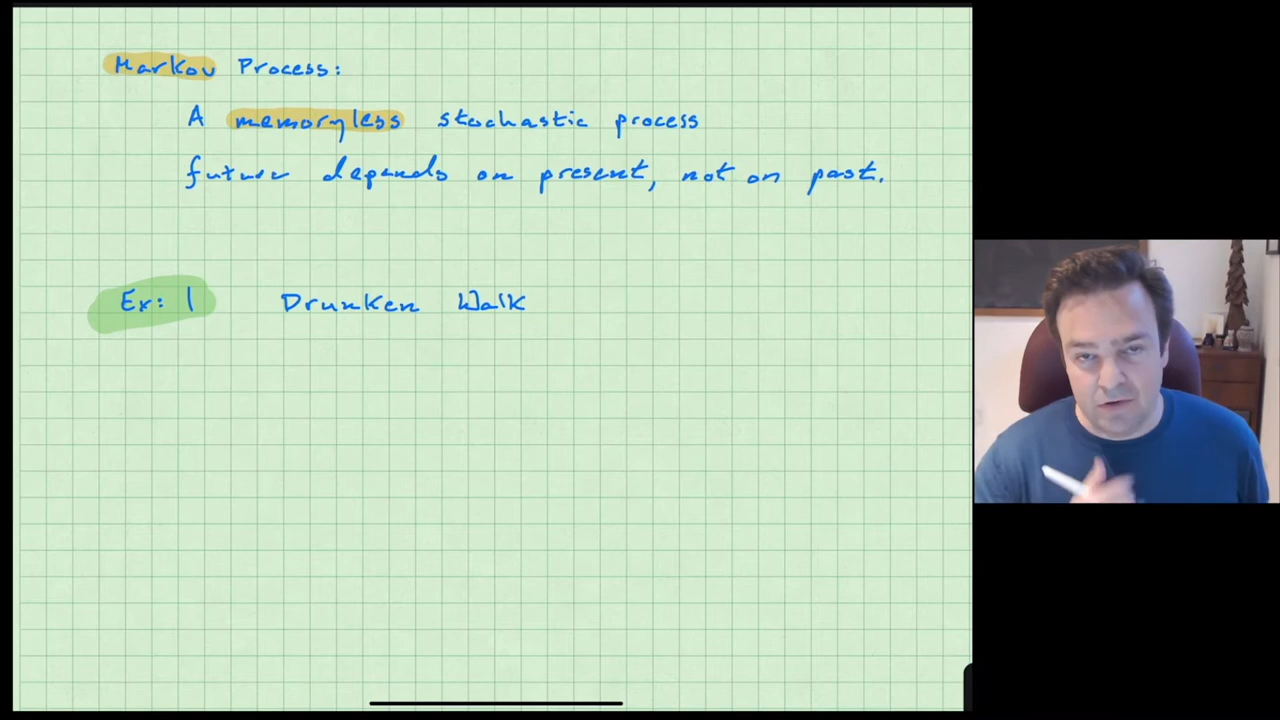 Markov Process:
A memoryless stochastic process
future depends on present, not on past.
Ex: 1 Drunken Walk